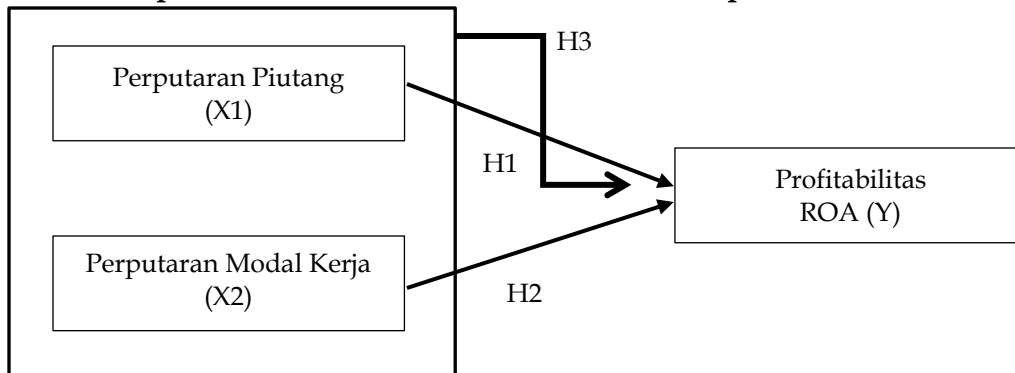 H3
Perputaran Piutang
(X1)
H1
Profitabilitas
ROA (Y)
Perputaran Modal Kerja
(X2)
H2